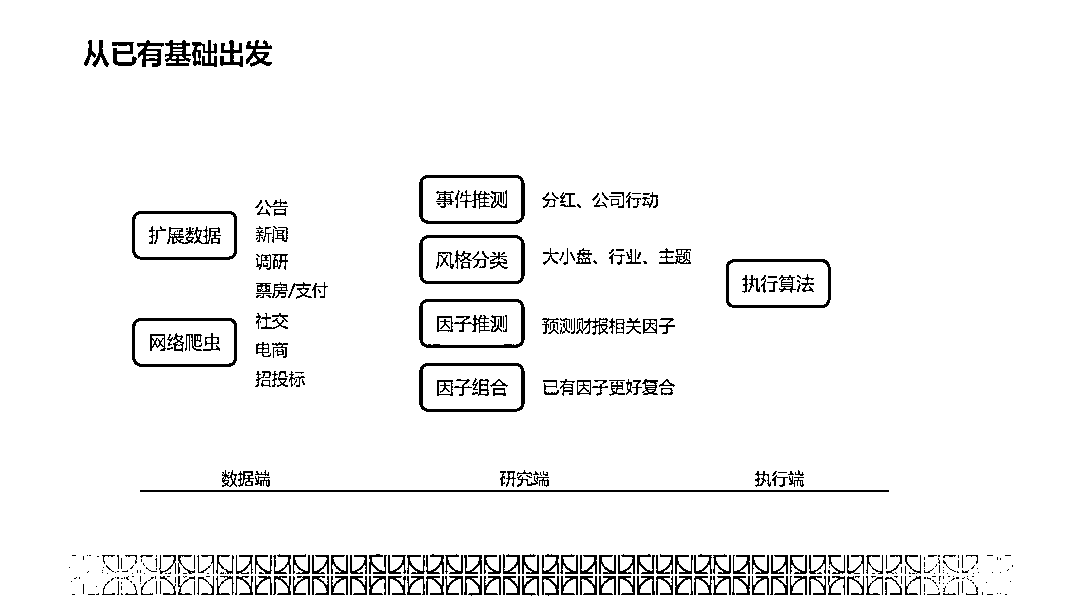 从已有基础出发
扩展数据
公告
新闻
调研
票房/支付
网络爬虫
社交
电商
招投标
事件推测
分红、公司行动
风格分类
大小盘、行业、主题
因子推测
预测财报相关因子
因子组合
已有因子更好复合
执行算法
数据端
研究端
执行端